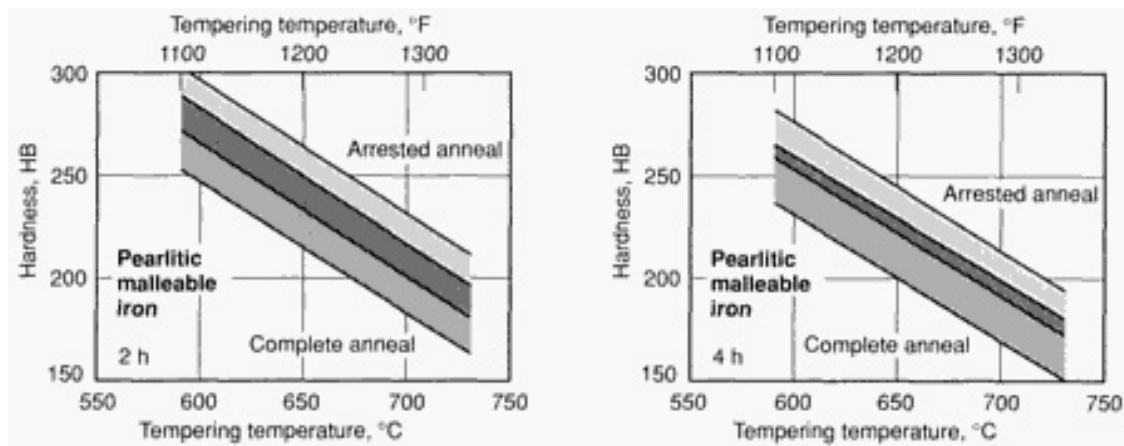 Tempering temperature, °F
1100 1200 1300
300
250
200
150
Hardness, HB
Arrested anneal
Pearlitic
malleable
iron
Complete anneal
2 h
550 600 650 700 750
Tempering temperature, °C
Tempering temperature, °F
1100 1200 1300
300
250
200
150
Hardness, HB
Arrested anneal
Pearlitic
malleable
iron
Complete anneal
4 h
550 600 650 700 750
Tempering temperature, °C